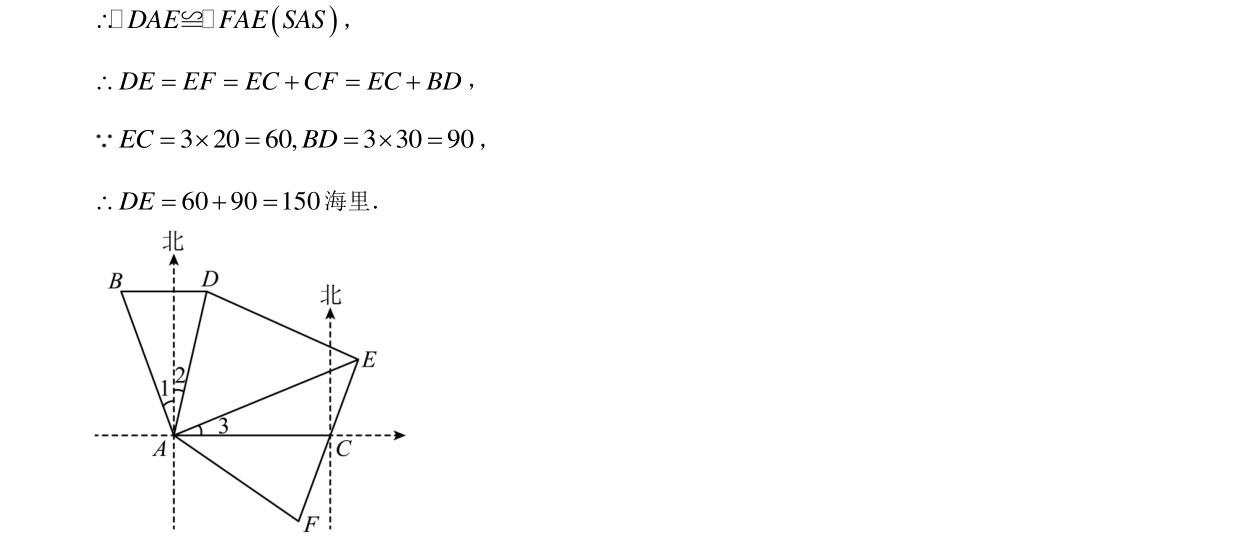 ∴□ DAE≌□ FAE(SAS)，
∴ DE = EF = EC + CF = EC + BD，
∵ EC = 3×20 = 60, BD = 3×30 = 90，
∴ DE = 60+90 =150海里.
北
B
D
北
E
1
2
3
A
C
F